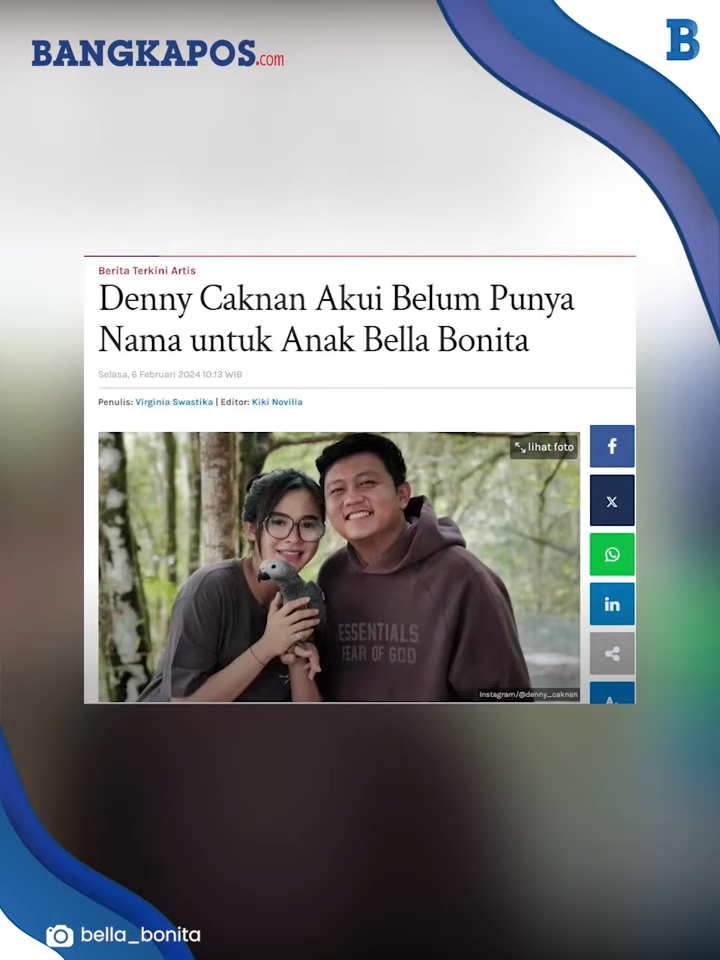 BANGKAPOS.com
B
Berita Terkini Artis
Denny Caknan Akui Belum Punya
Nama untuk Anak Bella Bonita
Selasa, 6 Februari 2024 10:13 WIB
Penulis: Virginia Swastika | Editor: Kiki Novilia
lihat foto
f
X
in
ESSENTIALS
FEAR OF GOD
Instagram/@denny_caknan
A-
bella_bonita